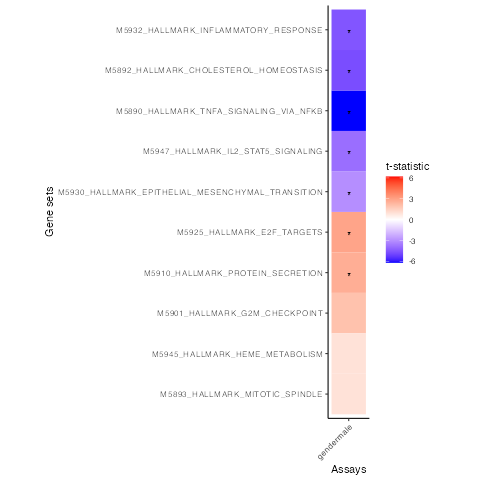 M5932_HALLMARK_INFLAMMATORY_RESPONSE
M5892_HALLMARK_CHOLESTEROL_HOMEOSTASIS
M5890_HALLMARK_TNFA_SIGNALING_VIA_NFKB
M5947_HALLMARK_IL2_STAT5_SIGNALING
M5930_HALLMARK_EPITHELIAL_MESENCHYMAL_TRANSITION
M5925_HALLMARK_E2F_TARGETS
M5910_HALLMARK_PROTEIN_SECRETION
M5901_HALLMARK_G2M_CHECKPOINT
M5945_HALLMARK_HEME_METABOLISM
M5893_HALLMARK_MITOTIC_SPINDLE
Gene sets
gendermale
Assays
t-statistic
6
3
0
-3
-6